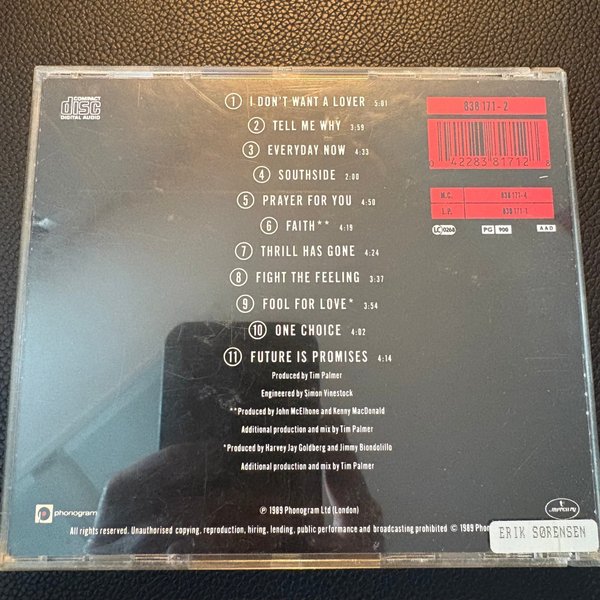 COMPACT
disc
DIGITAL AUDIO
1 I DON'T WANT A LOVER 5:01
2 TELL ME WHY 3:59
3 EVERYDAY NOW 4:33
4 SOUTHSIDE 2:00
5 PRAYER FOR YOU 4:50
6 FAITH** 4:19
7 THRILL HAS GONE 4:24
8 FIGHT THE FEELING 3:37
9 FOOL FOR LOVE* 3:54
10 ONE CHOICE 4:02
11 FUTURE IS PROMISES 4:14
Produced by Tim Palmer
Engineered by Simon Vinestock
**Produced by John McElhone and Kenny MacDonald
Additional production and mix by Tim Palmer
*Produced by Harvey Jay Goldberg and Jimmy Biondolillo
Additional production and mix by Tim Palmer
838 171-2
0 42283 81712 8
M.C. 838 171-4
L.P. 838 171-1
LC 0268 PG 900 A&D
phonogram
℗ 1989 Phonogram Ltd (London)
mercury
All rights reserved. Unauthorised copying, reproduction, hiring, lending, public performance and broadcasting prohibited © 1989 Phon
ERIK SØRENSEN